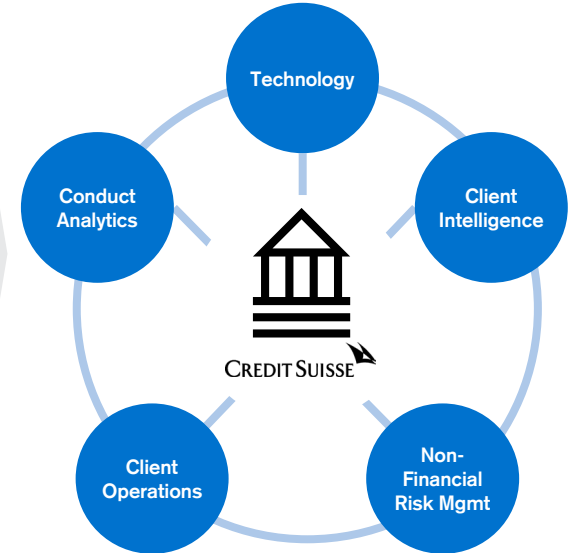 Technology
Conduct
Analytics
Client
Intelligence
CREDIT SUISSE
Client
Operations
Non-
Financial
Risk Mgmt